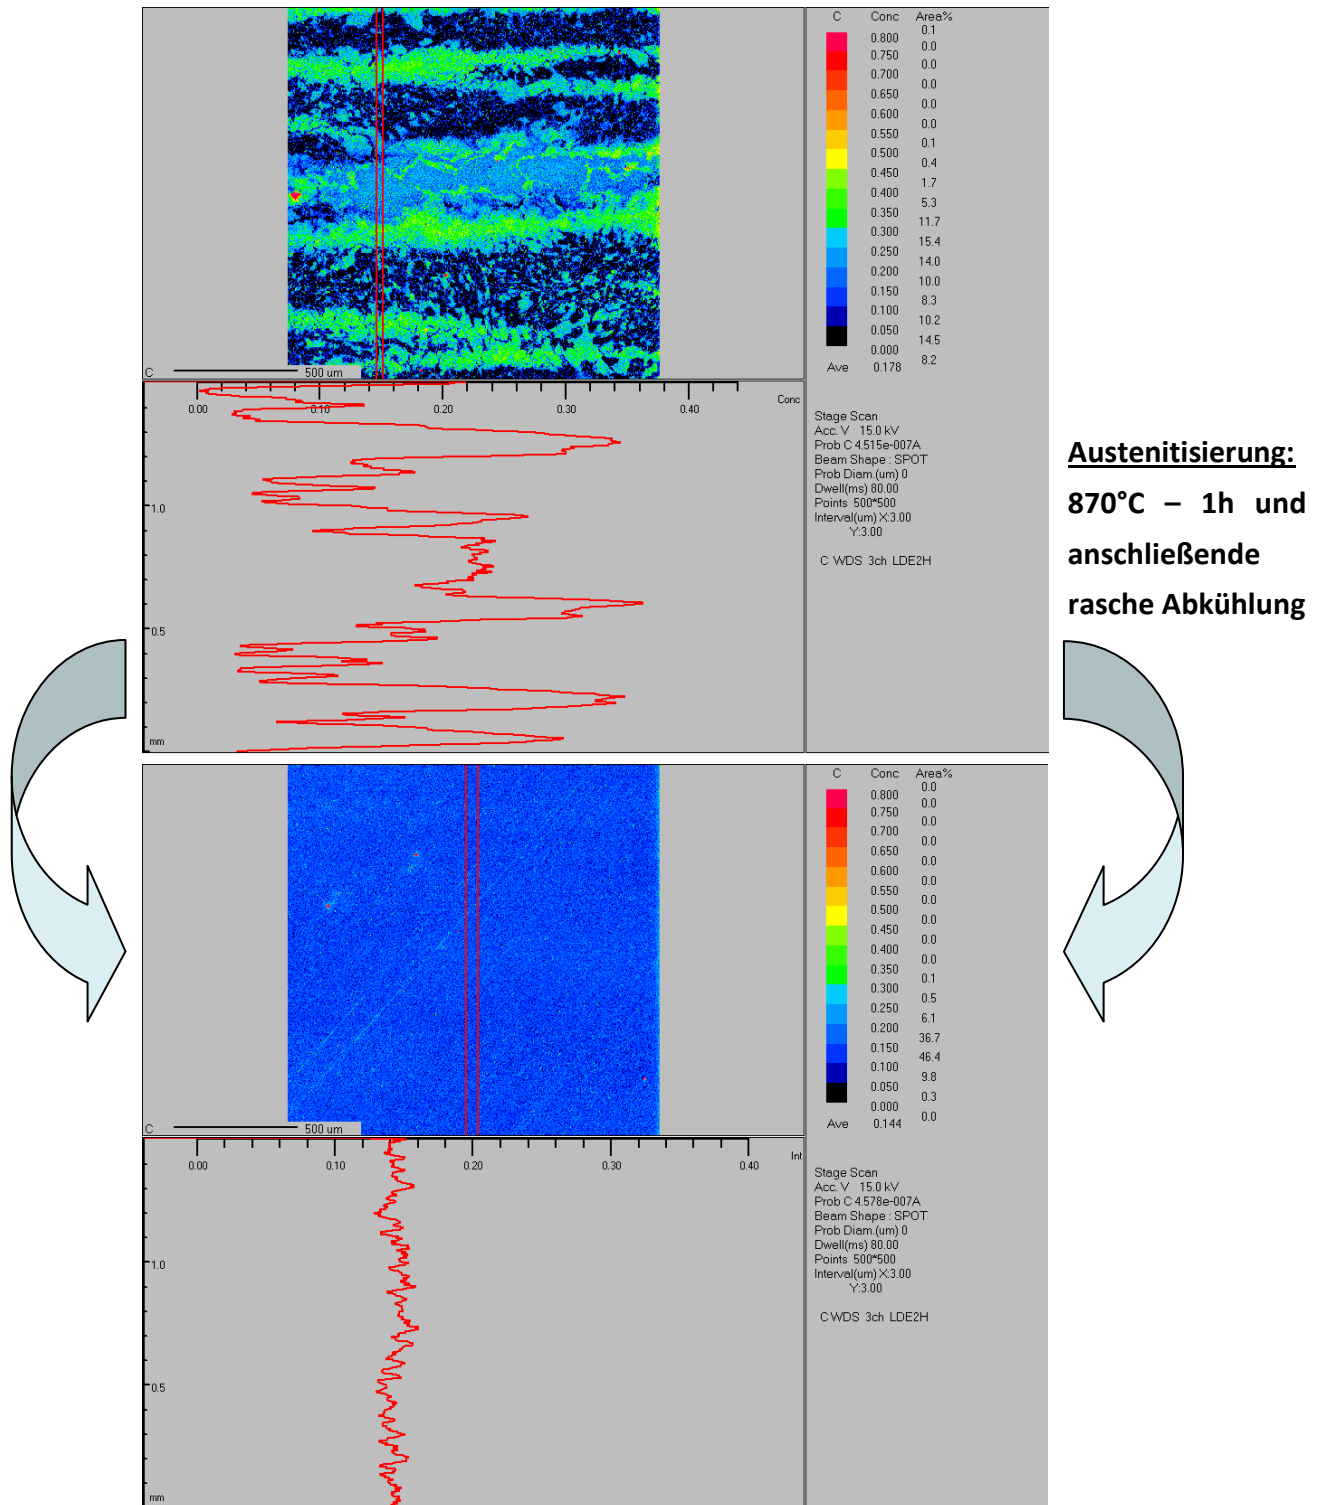 C Conc Area%
0.1
0.800 0.0
0.750 0.0
0.700 0.0
0.650 0.0
0.600 0.0
0.550 0.1
0.500 0.4
0.450 1.7
0.400 5.3
0.350 11.7
0.300 15.4
0.250 14.0
0.200 10.0
0.150 8.3
0.100 10.2
0.050 14.5
0.000 8.2
Ave 0.178
C 500 um
0.00 0.10 0.20 0.30 0.40 Conc
1.0
0.5
mm
Stage Scan
Acc. V 15.0 kV
Prob C 4.515e-007A
Beam Shape : SPOT
Prob Diam.(um) 0
Dwell(ms) 80.00
Points 500*500
Interval(um) X:3.00
Y:3.00
C WDS 3ch LDE2H
Austenitisierung:
870°C – 1h und
anschließende
rasche Abkühlung
C Conc Area%
0.0
0.800 0.0
0.750 0.0
0.700 0.0
0.650 0.0
0.600 0.0
0.550 0.0
0.500 0.0
0.450 0.0
0.400 0.0
0.350 0.1
0.300 0.5
0.250 6.1
0.200 36.7
0.150 46.4
0.100 9.8
0.050 0.3
0.000 0.0
Ave 0.144
C 500 um
0.00 0.10 0.20 0.30 0.40 Int
1.0
0.5
mm
Stage Scan
Acc. V 15.0 kV
Prob C 4.578e-007A
Beam Shape : SPOT
Prob Diam.(um) 0
Dwell(ms) 80.00
Points 500*500
Interval(um) X:3.00
Y:3.00
C WDS 3ch LDE2H